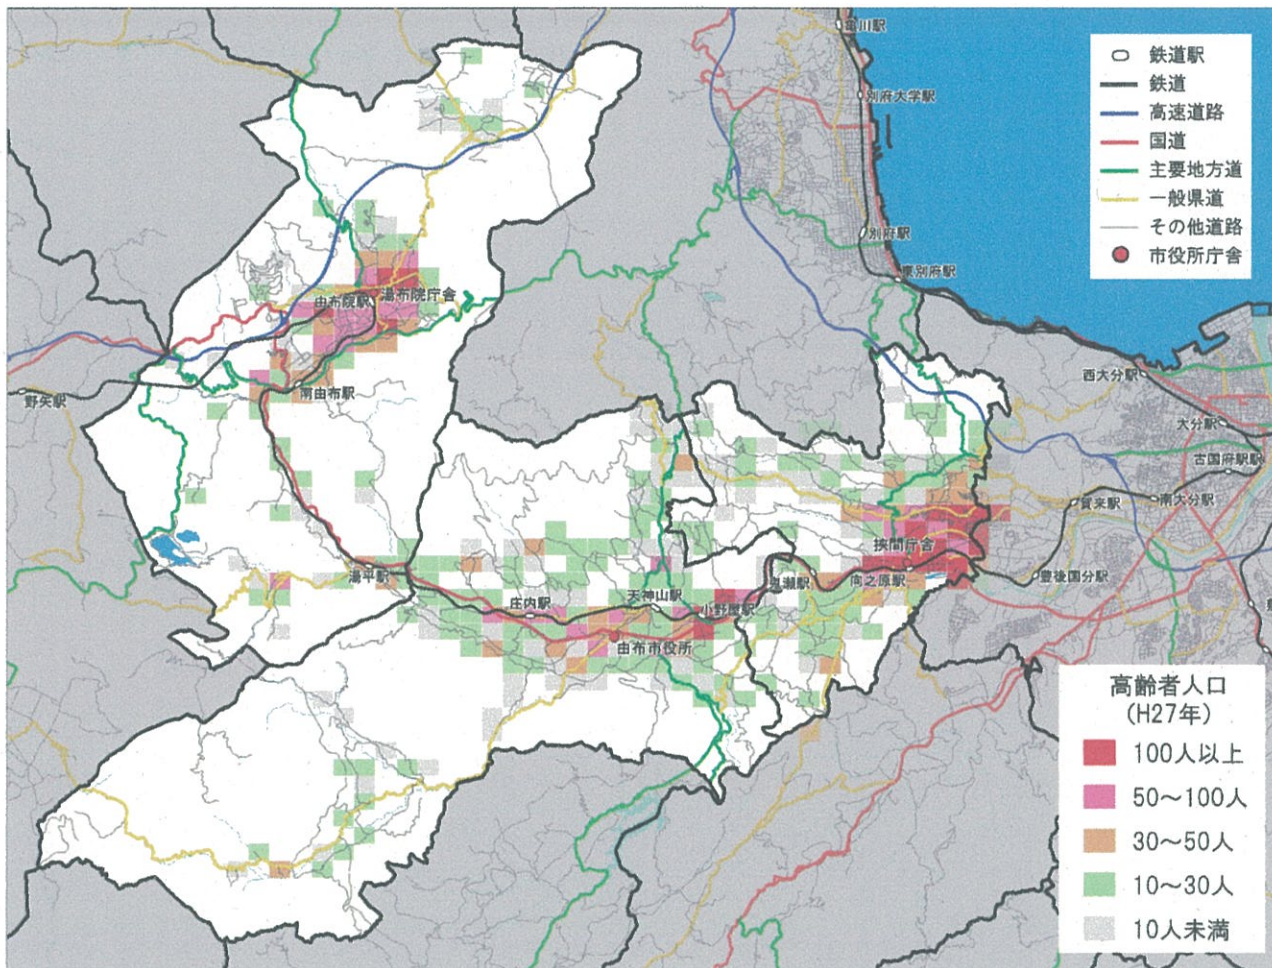 亀川駅
別府大学駅
別府駅
東別府駅
西大分駅
大分駅
古国府駅駅
南大分駅
賀来駅
豊後国分駅
由布院駅
湯布院庁舎
南由布駅
野矢駅
湯平駅
庄内駅
天神山駅
小野屋駅
鬼瀬駅
向之原駅
挾間庁舎
由布市役所
鉄道駅
鉄道
高速道路
国道
主要地方道
一般県道
その他道路
市役所庁舎
高齢者人口
(H27年)
100人以上
50～100人
30～50人
10～30人
10人未満